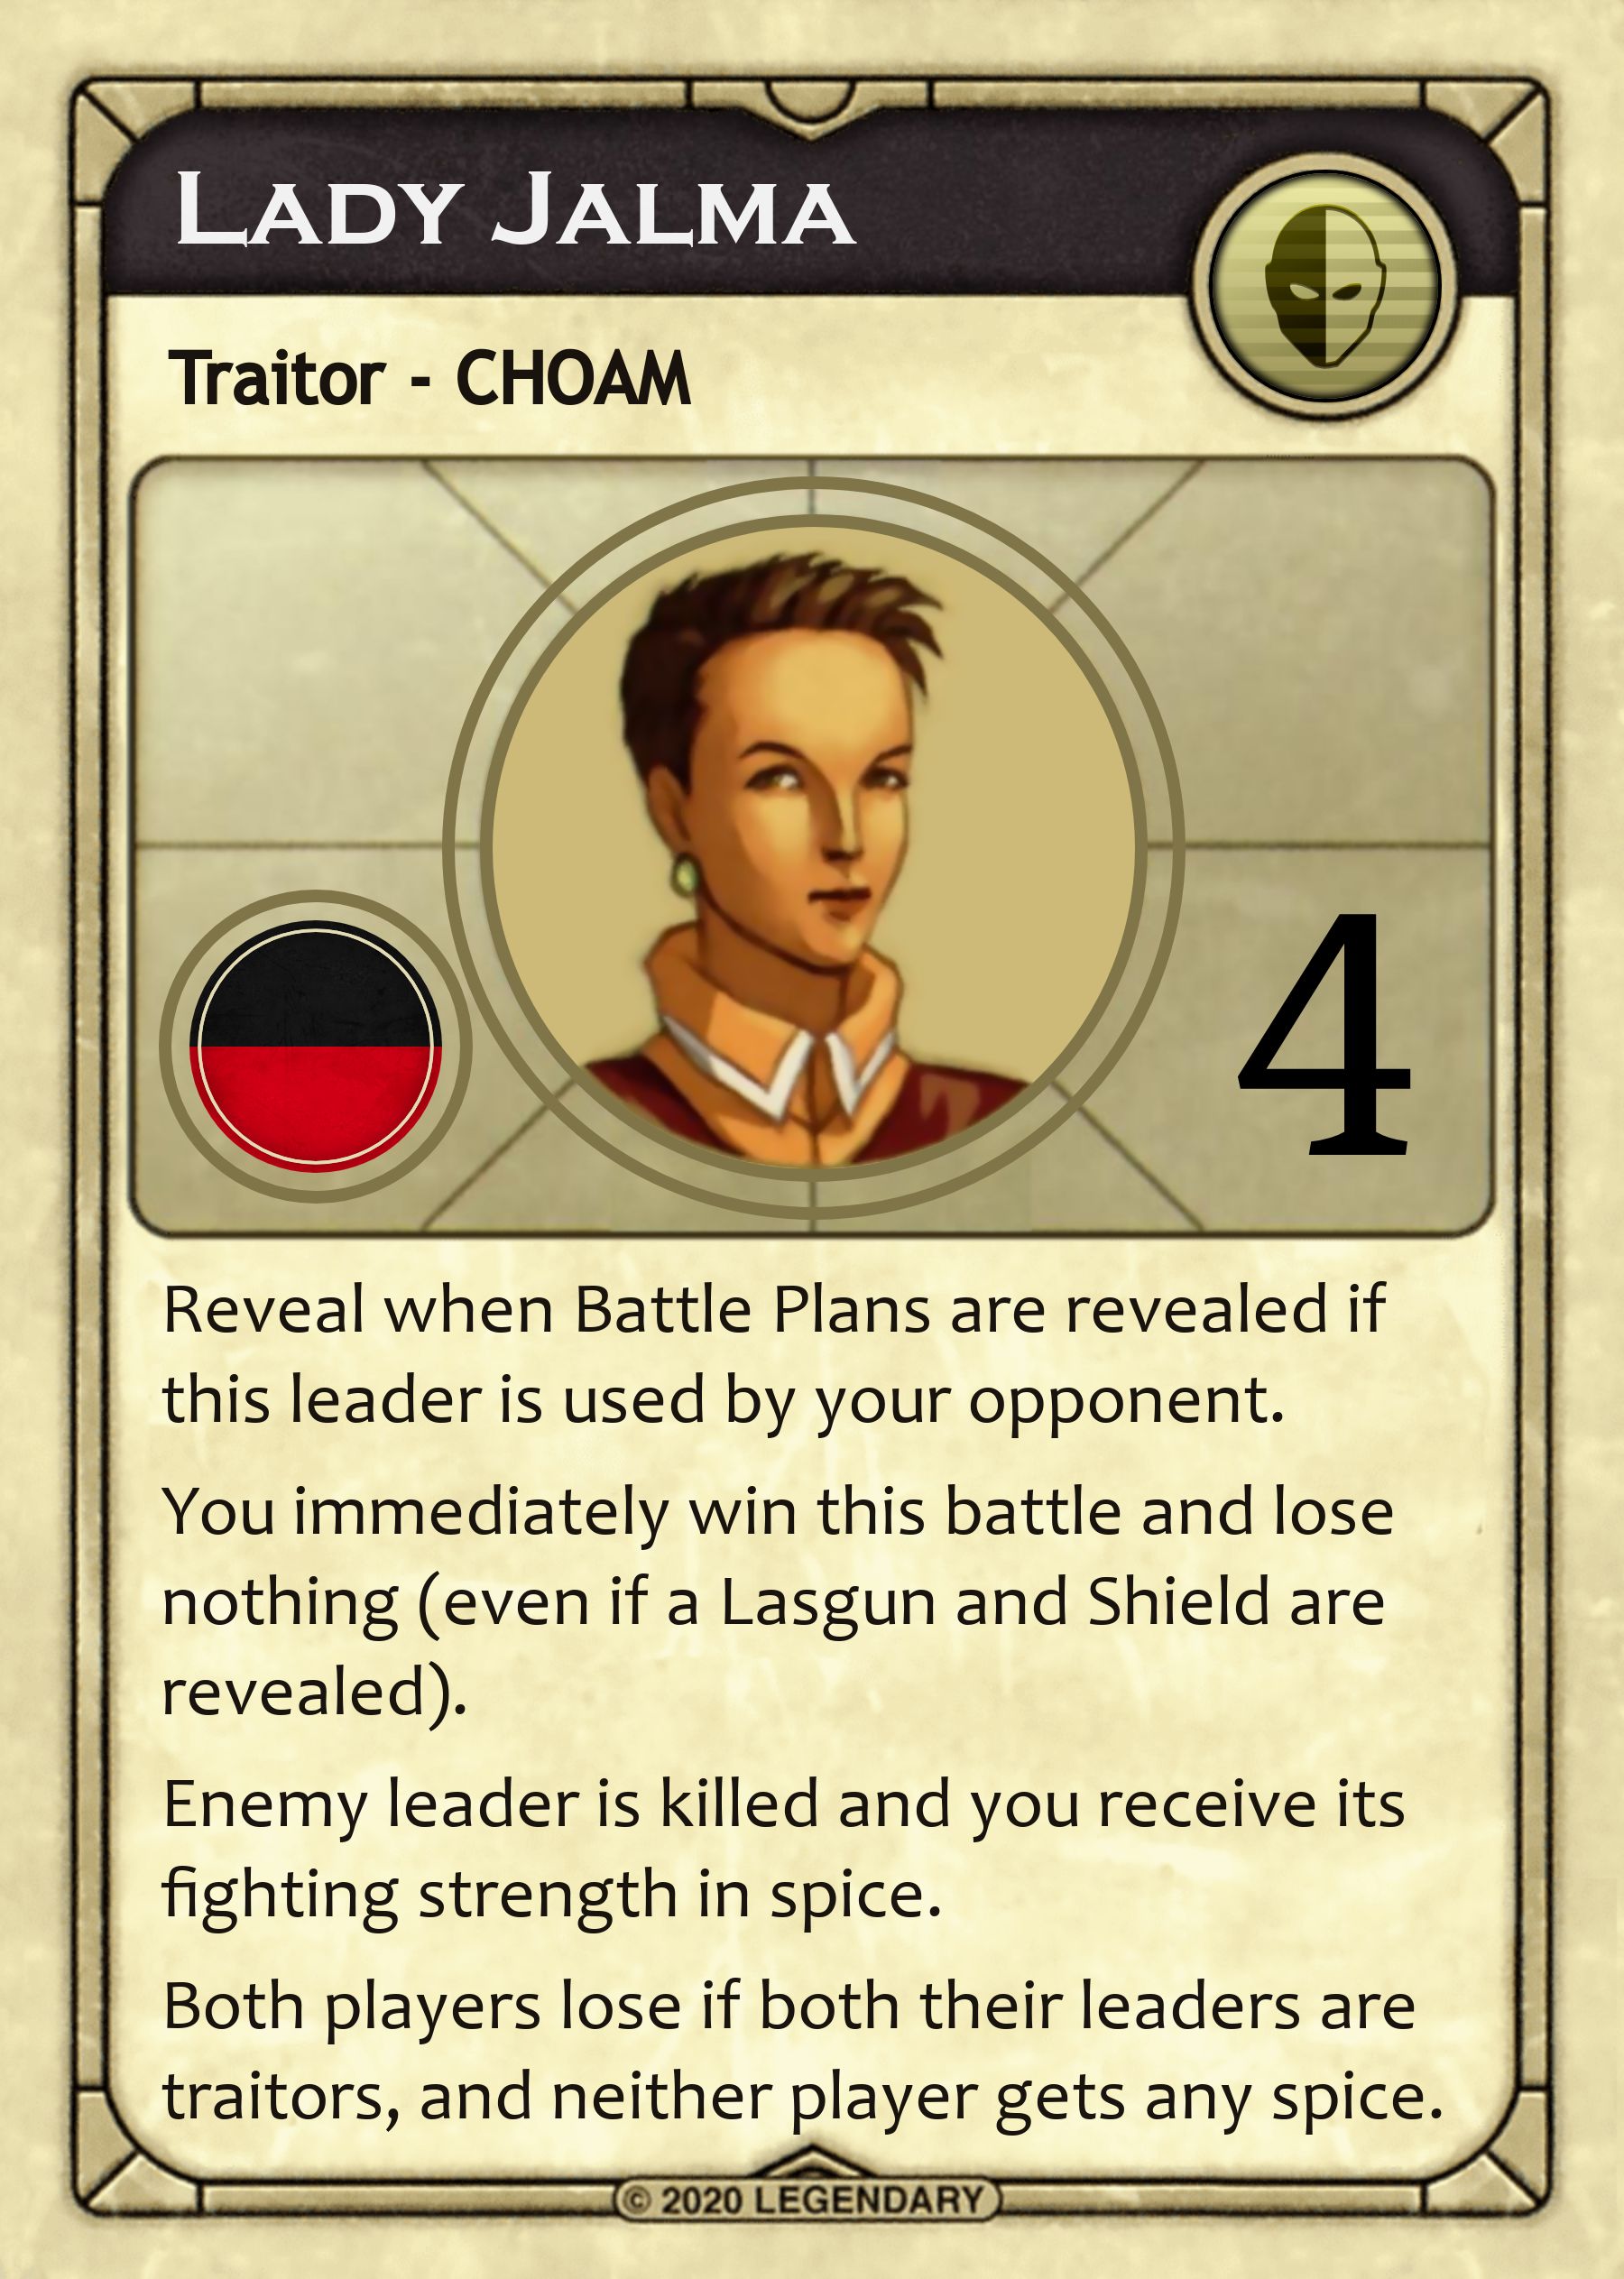 Lady Jalma
Traitor - CHOAM
4
Reveal when Battle Plans are revealed if
this leader is used by your opponent.
You immediately win this battle and lose
nothing (even if a Lasgun and Shield are
revealed).
Enemy leader is killed and you receive its
fighting strength in spice.
Both players lose if both their leaders are
traitors, and neither player gets any spice.
© 2020 LEGENDARY